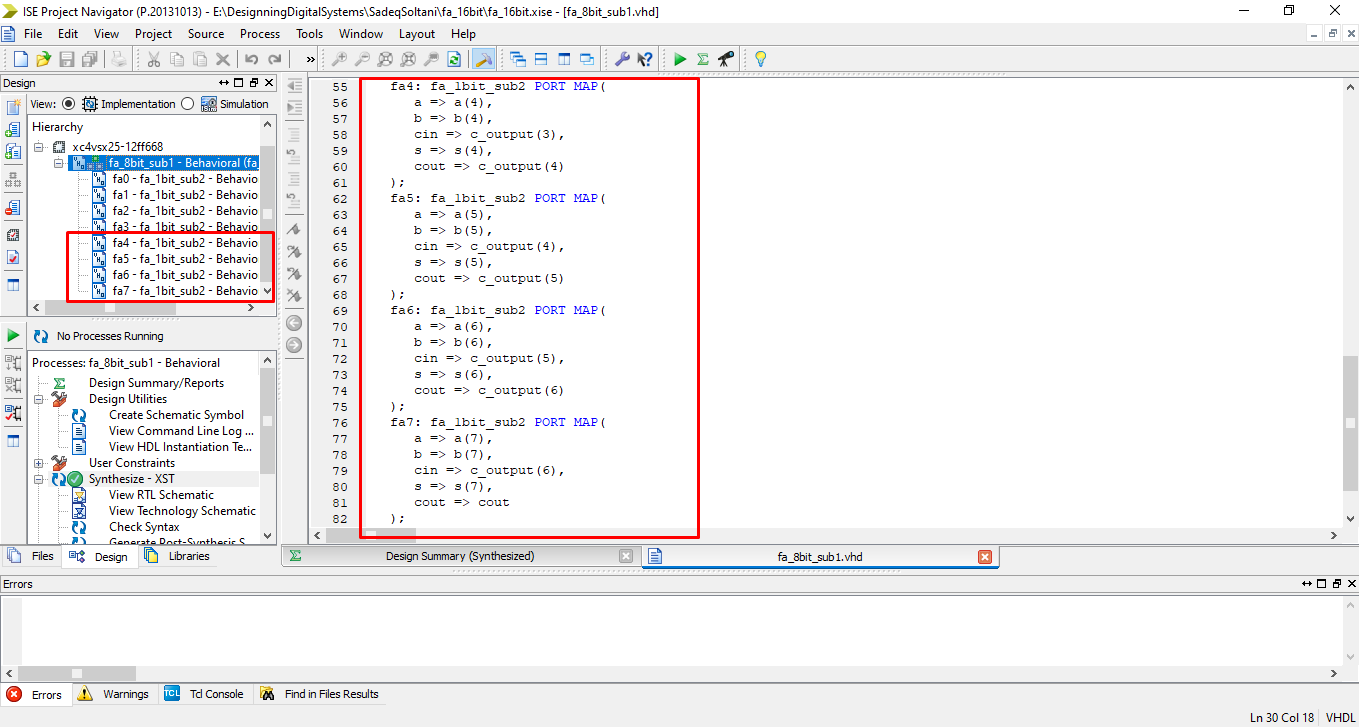 ISE Project Navigator (P.20131013) - E:\DesignningDigitalSystems\SadeqSoltani\fa_16bit\fa_16bit.xise - [fa_8bit_sub1.vhd]
File Edit View Project Source Process Tools Window Layout Help
Design
View: Implementation Simulation
Hierarchy
xc4vsx25-12ff668
fa_8bit_sub1 - Behavioral (fa_
fa0 - fa_1bit_sub2 - Behavio
fa1 - fa_1bit_sub2 - Behavio
fa2 - fa_1bit_sub2 - Behavio
fa3 - fa_1bit_sub2 - Behavio
fa4 - fa_1bit_sub2 - Behavio
fa5 - fa_1bit_sub2 - Behavio
fa6 - fa_1bit_sub2 - Behavio
fa7 - fa_1bit_sub2 - Behavio
No Processes Running
Processes: fa_8bit_sub1 - Behavioral
Design Summary/Reports
Design Utilities
Create Schematic Symbol
View Command Line Log ...
View HDL Instantiation Te...
User Constraints
Synthesize - XST
View RTL Schematic
View Technology Schematic
Check Syntax
Generate Post-Synthesis S
Files Design Libraries
55 fa4: fa_1bit_sub2 PORT MAP(
56 a => a(4),
57 b => b(4),
58 cin => c_output(3),
59 s => s(4),
60 cout => c_output(4)
61 );
62 fa5: fa_1bit_sub2 PORT MAP(
63 a => a(5),
64 b => b(5),
65 cin => c_output(4),
66 s => s(5),
67 cout => c_output(5)
68 );
69 fa6: fa_1bit_sub2 PORT MAP(
70 a => a(6),
71 b => b(6),
72 cin => c_output(5),
73 s => s(6),
74 cout => c_output(6)
75 );
76 fa7: fa_1bit_sub2 PORT MAP(
77 a => a(7),
78 b => b(7),
79 cin => c_output(6),
80 s => s(7),
81 cout => cout
82 );
Design Summary (Synthesized) fa_8bit_sub1.vhd
Errors
Errors Warnings Tcl Console Find in Files Results
Ln 30 Col 18 VHDL